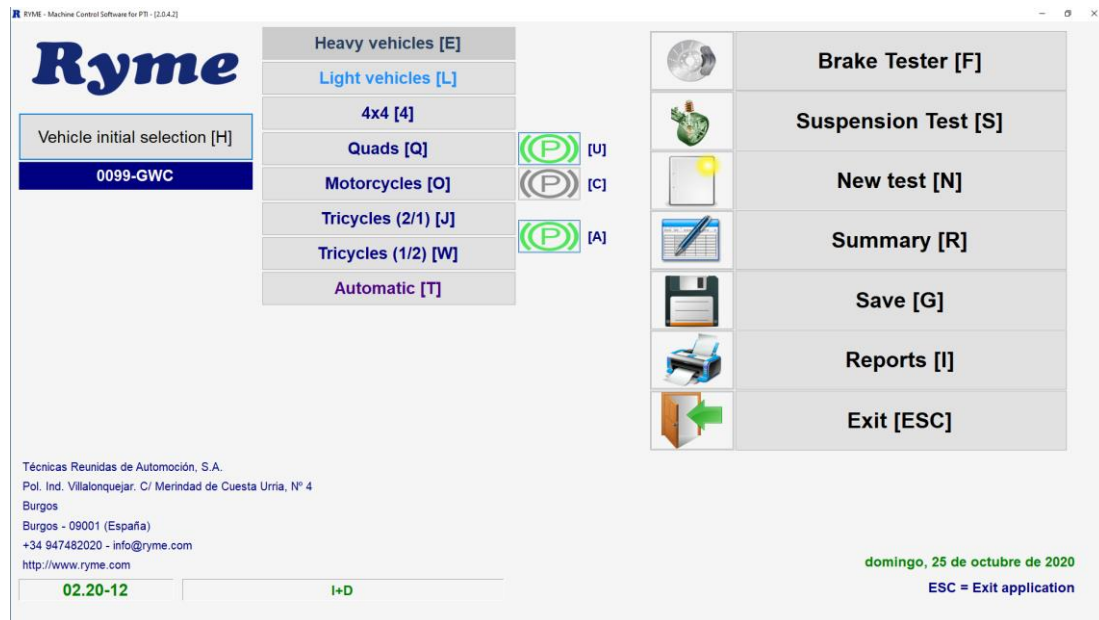 RYME - Machine Control Software for PTI - [2.0.4.2]
Ryme
Vehicle initial selection [H]
0099-GWC
Heavy vehicles [E]
Light vehicles [L]
4x4 [4]
Quads [Q]
(P) [U]
Motorcycles [O]
(P) [C]
Tricycles (2/1) [J]
(P) [A]
Tricycles (1/2) [W]
Automatic [T]
Brake Tester [F]
Suspension Test [S]
New test [N]
Summary [R]
Save [G]
Reports [I]
Exit [ESC]
Técnicas Reunidas de Automoción, S.A.
Pol. Ind. Villalonquejar. C/ Merindad de Cuesta Urria, Nº 4
Burgos
Burgos - 09001 (España)
+34 947482020 - info@ryme.com
http://www.ryme.com
02.20-12
I+D
domingo, 25 de octubre de 2020
ESC = Exit application